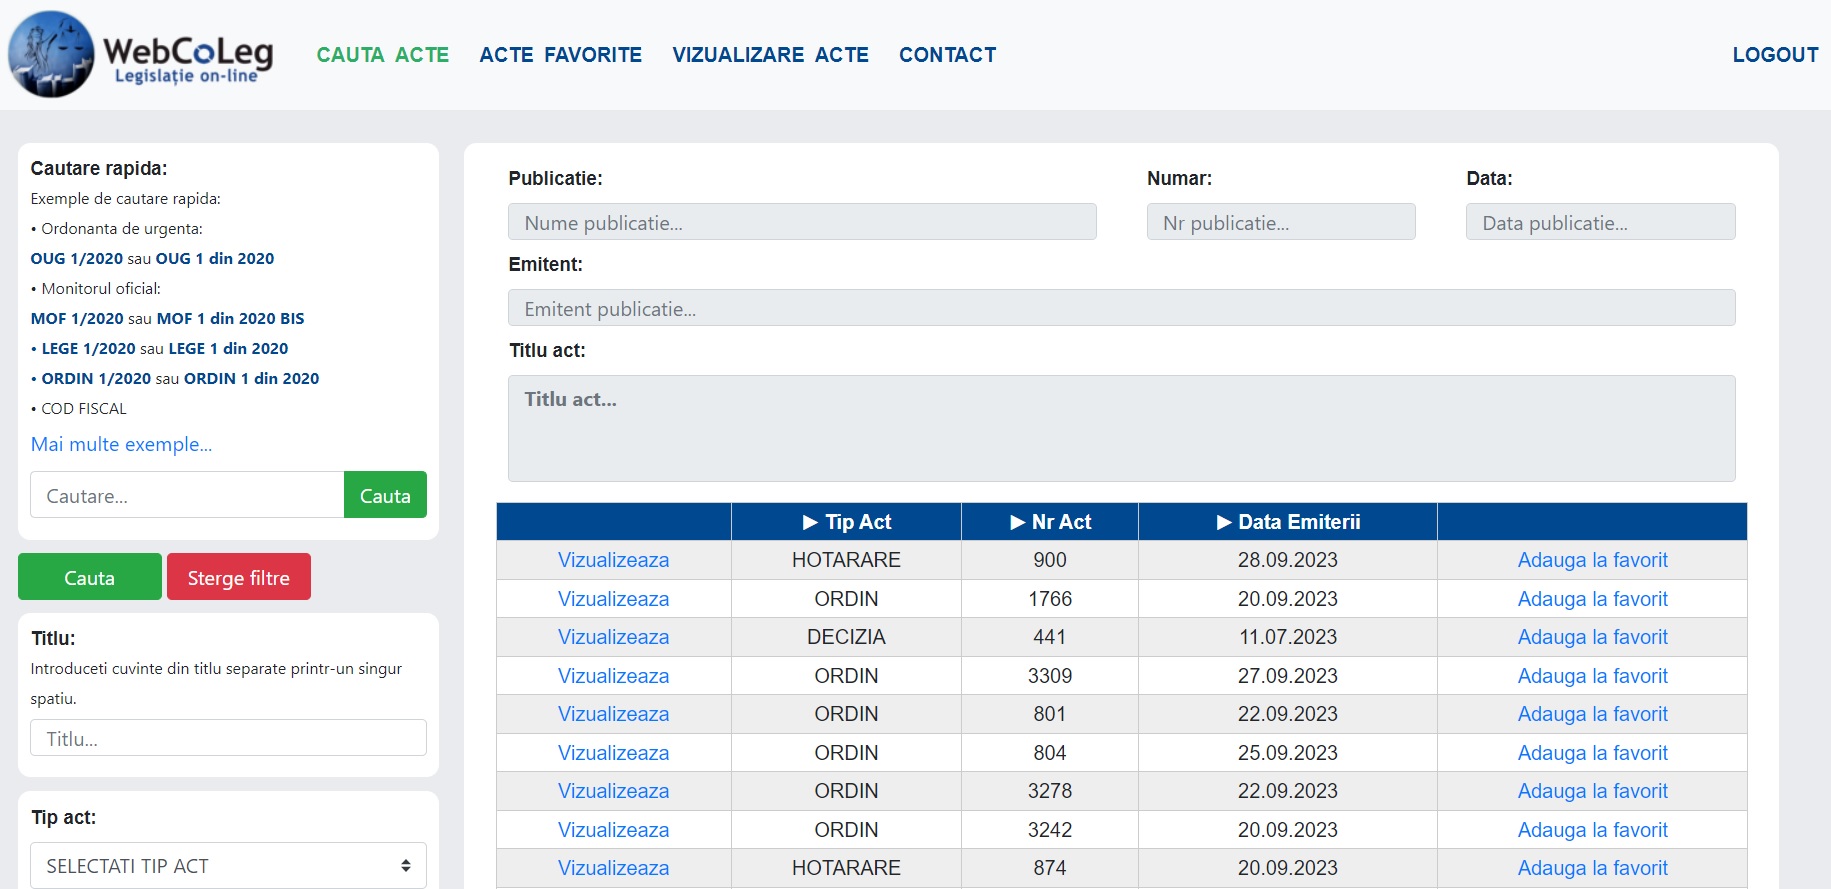 WebCoLeg
Legislație on-line
CAUTA ACTE
ACTE FAVORITE
VIZUALIZARE ACTE
CONTACT
LOGOUT
Cautare rapida:
Exemple de cautare rapida:
• Ordonanta de urgenta:
OUG 1/2020 sau OUG 1 din 2020
• Monitorul oficial:
MOF 1/2020 sau MOF 1 din 2020 BIS
• LEGE 1/2020 sau LEGE 1 din 2020
• ORDIN 1/2020 sau ORDIN 1 din 2020
• COD FISCAL
Mai multe exemple...
Cautare... Cauta
Cauta Sterge filtre
Titlu:
Introduceti cuvinte din titlu separate printr-un singur
spatiu.
Titlu...
Tip act:
SELECTATI TIP ACT
Publicatie: Numar: Data:
Nume publicatie... Nr publicatie... Data publicatie...
Emitent:
Emitent publicatie...
Titlu act:
Titlu act...
▶ Tip Act ▶ Nr Act ▶ Data Emiterii
Vizualizeaza HOTARARE 900 28.09.2023 Adauga la favorit
Vizualizeaza ORDIN 1766 20.09.2023 Adauga la favorit
Vizualizeaza DECIZIA 441 11.07.2023 Adauga la favorit
Vizualizeaza ORDIN 3309 27.09.2023 Adauga la favorit
Vizualizeaza ORDIN 801 22.09.2023 Adauga la favorit
Vizualizeaza ORDIN 804 25.09.2023 Adauga la favorit
Vizualizeaza ORDIN 3278 22.09.2023 Adauga la favorit
Vizualizeaza ORDIN 3242 20.09.2023 Adauga la favorit
Vizualizeaza HOTARARE 874 20.09.2023 Adauga la favorit